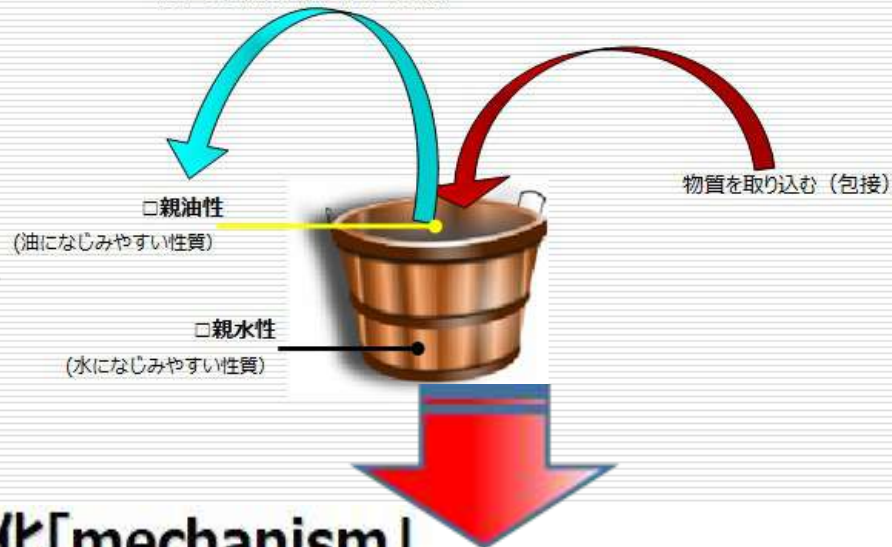 物質を取り込む（包接）
□親油性
(油になじみやすい性質）
□親水性
(水になじみやすい性質）
化「mechanism」